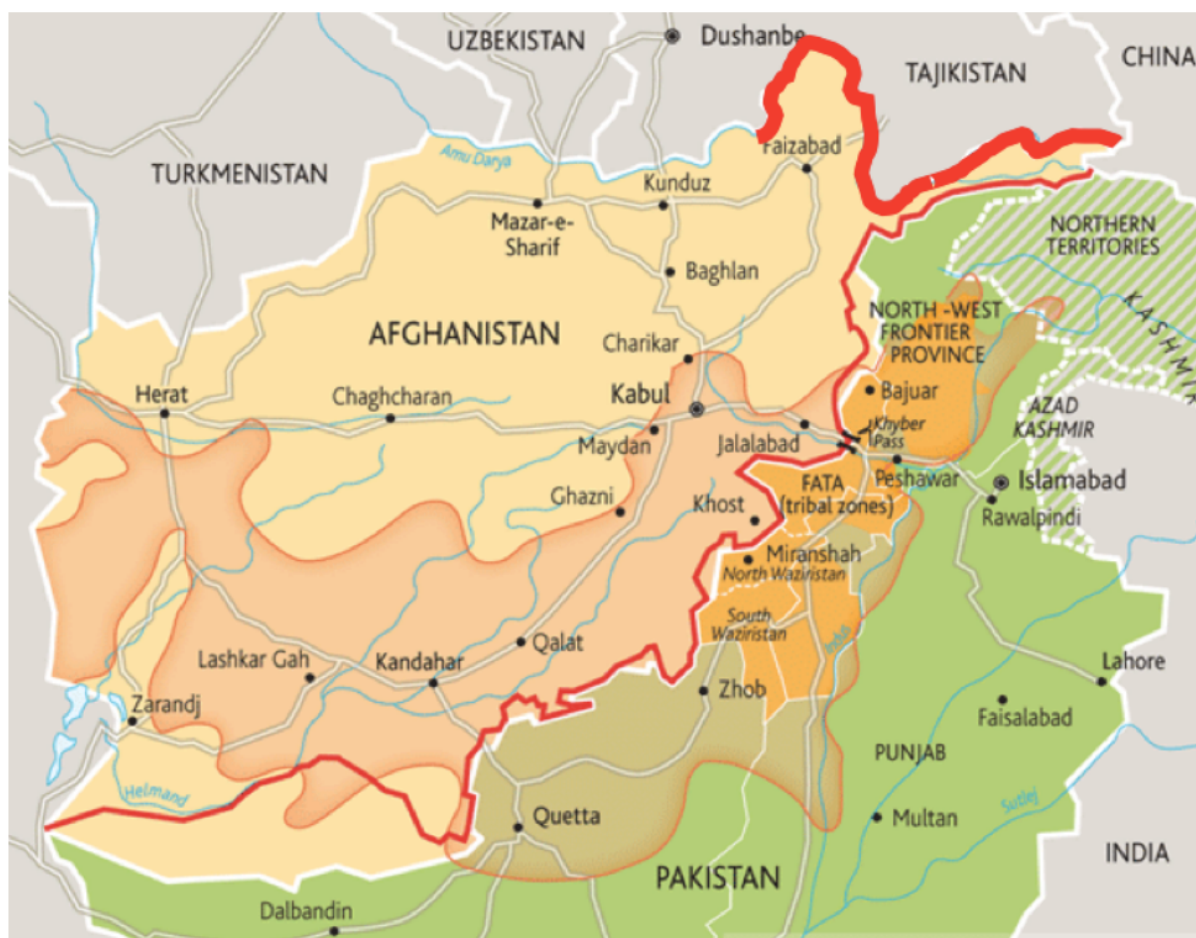 UZBEKISTAN
Dushanbe
TAJIKISTAN
CHINA
TURKMENISTAN
Amu Darya
Faizabad
Kunduz
Mazar-e-
Sharif
Baghlan
NORTHERN
TERRITORIES
KASHMIR
AFGHANISTAN
NORTH -WEST
FRONTIER
PROVINCE
Charikar
Herat
Chaghcharan
Kabul
Bajuar
AZAD
KASHMIR
Maydan
Jalalabad
Khyber
Pass
Peshawar
Islamabad
Rawalpindi
Ghazni
Khost
FATA
(tribal zones)
Miranshah
North Waziristan
South
Waziristan
Indus
Lashkar Gah
Kandahar
Qalat
Zarandj
Zhob
Lahore
Faisalabad
PUNJAB
Helmand
Quetta
Multan
Sutlej
INDIA
PAKISTAN
Dalbandin